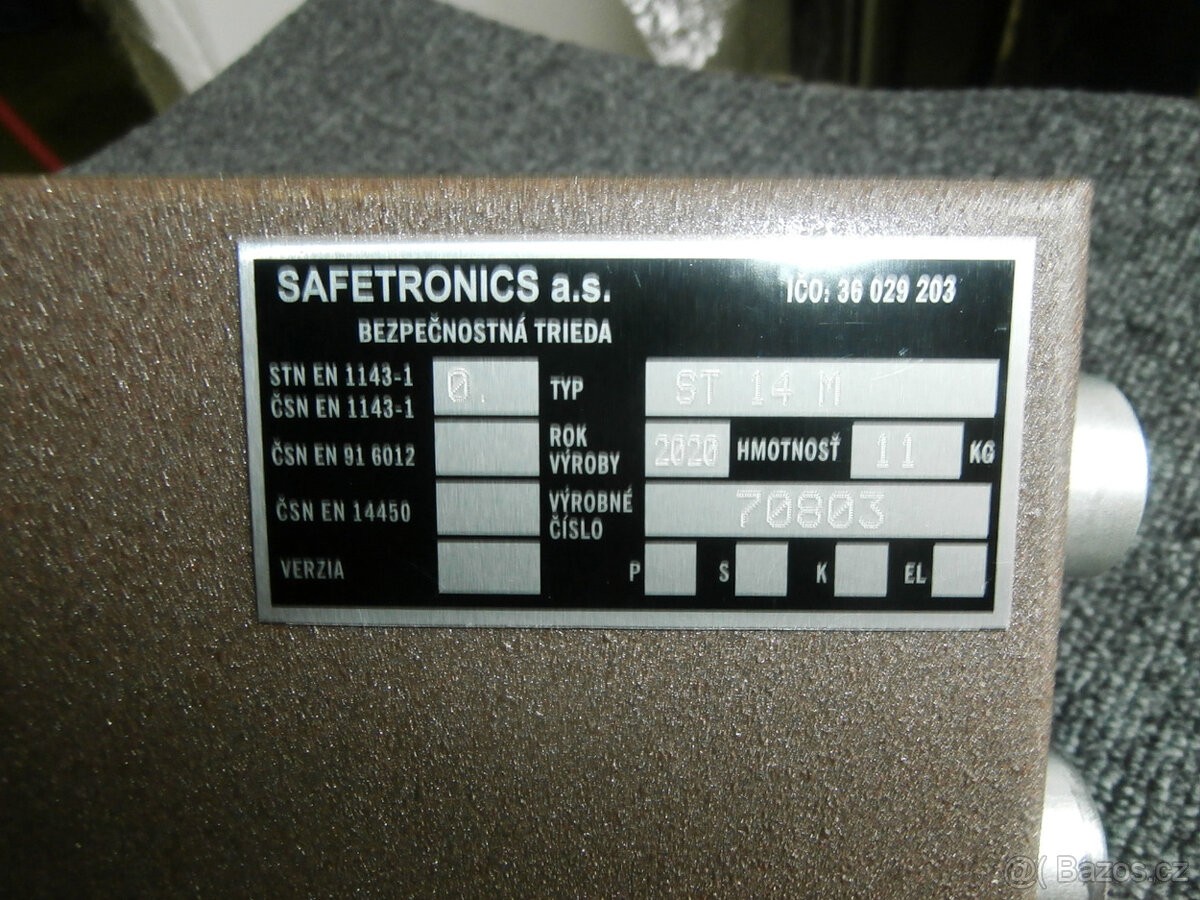 SAFETRONICS a.s. IČO: 36 029 203
BEZPEČNOSTNÁ TRIEDA
STN EN 1143-1
ČSN EN 1143-1
0.
TYP ST 14 M
ČSN EN 91 6012
ROK
VÝROBY
2020 HMOTNOSŤ 11 KG
ČSN EN 14450
VÝROBNÉ
ČÍSLO
70803
VERZIA P S K EL
@( Bazos.cz